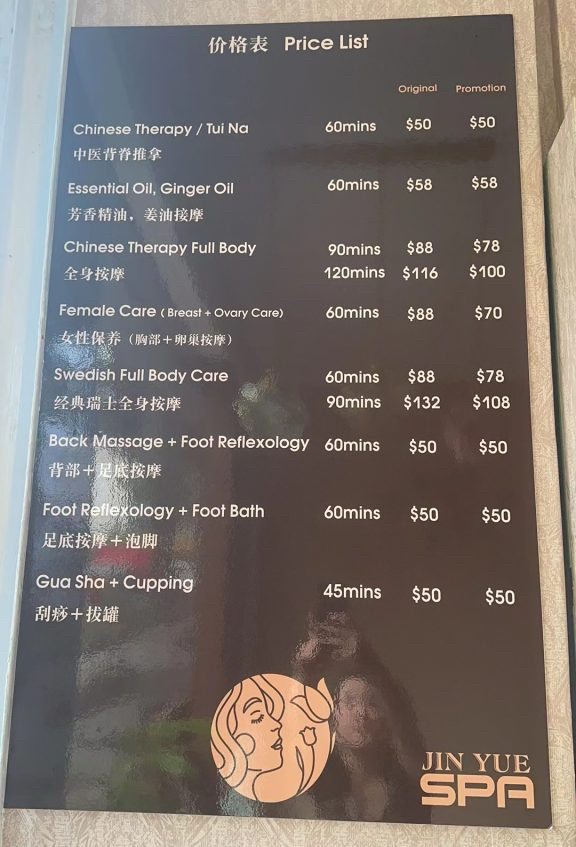 价格表 Price List
Original Promotion
Chinese Therapy / Tui Na 60mins $50 $50
中医背脊推拿
Essential Oil, Ginger Oil 60mins $58 $58
芳香精油，姜油按摩
Chinese Therapy Full Body 90mins $88 $78
全身按摩 120mins $116 $100
Female Care ( Breast + Ovary Care) 60mins $88 $70
女性保养（胸部＋卵巢按摩）
Swedish Full Body Care 60mins $88 $78
经典瑞士全身按摩 90mins $132 $108
Back Massage + Foot Reflexology 60mins $50 $50
背部＋足底按摩
Foot Reflexology + Foot Bath 60mins $50 $50
足底按摩＋泡脚
Gua Sha + Cupping 45mins $50 $50
刮痧＋拔罐
JIN YUE
SPA